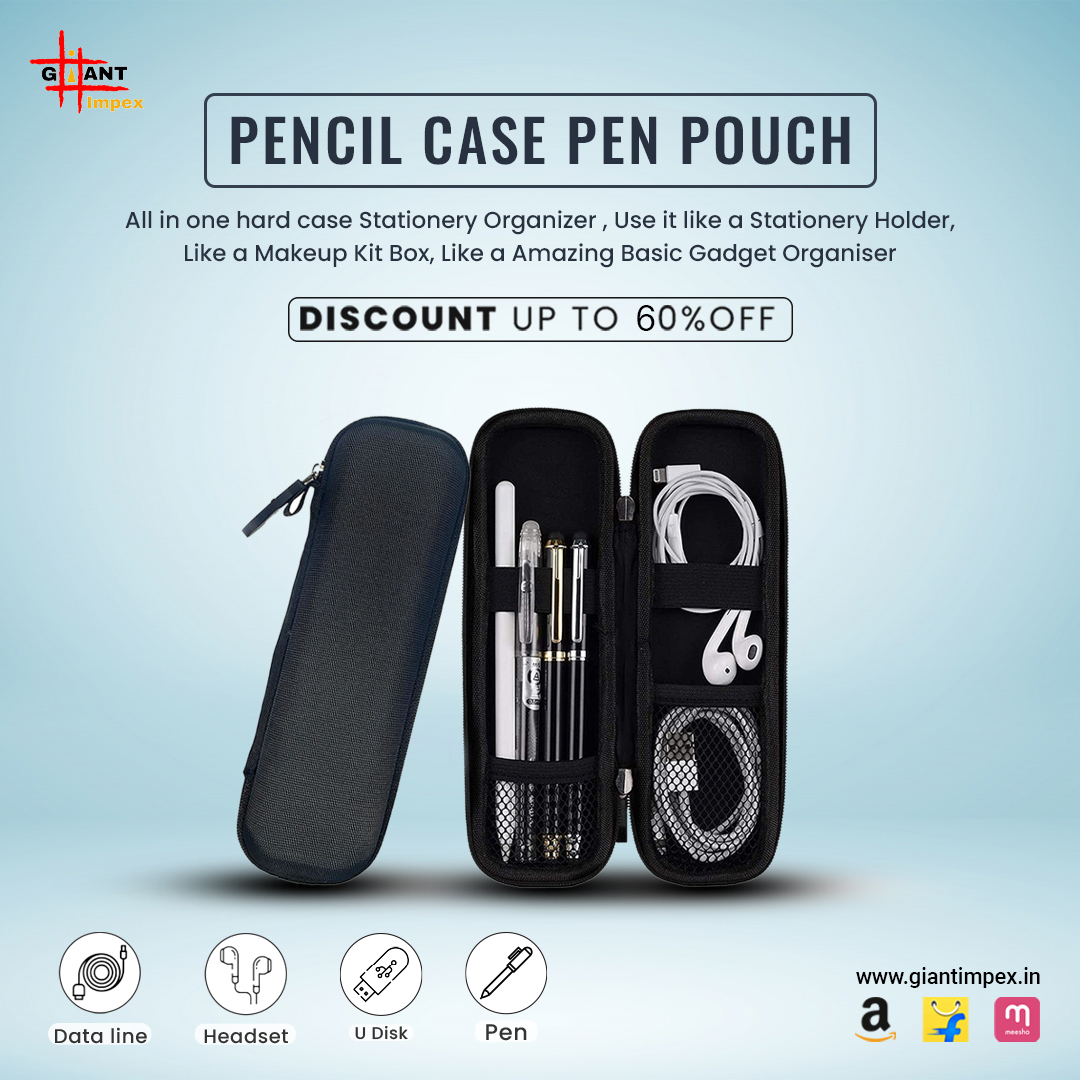 GIANT
Impex
PENCIL CASE PEN POUCH
All in one hard case Stationery Organizer , Use it like a Stationery Holder,
Like a Makeup Kit Box, Like a Amazing Basic Gadget Organiser
DISCOUNT UP TO 60%OFF
Data line
Headset
U Disk
Pen
www.giantimpex.in
a
f
m
meesho